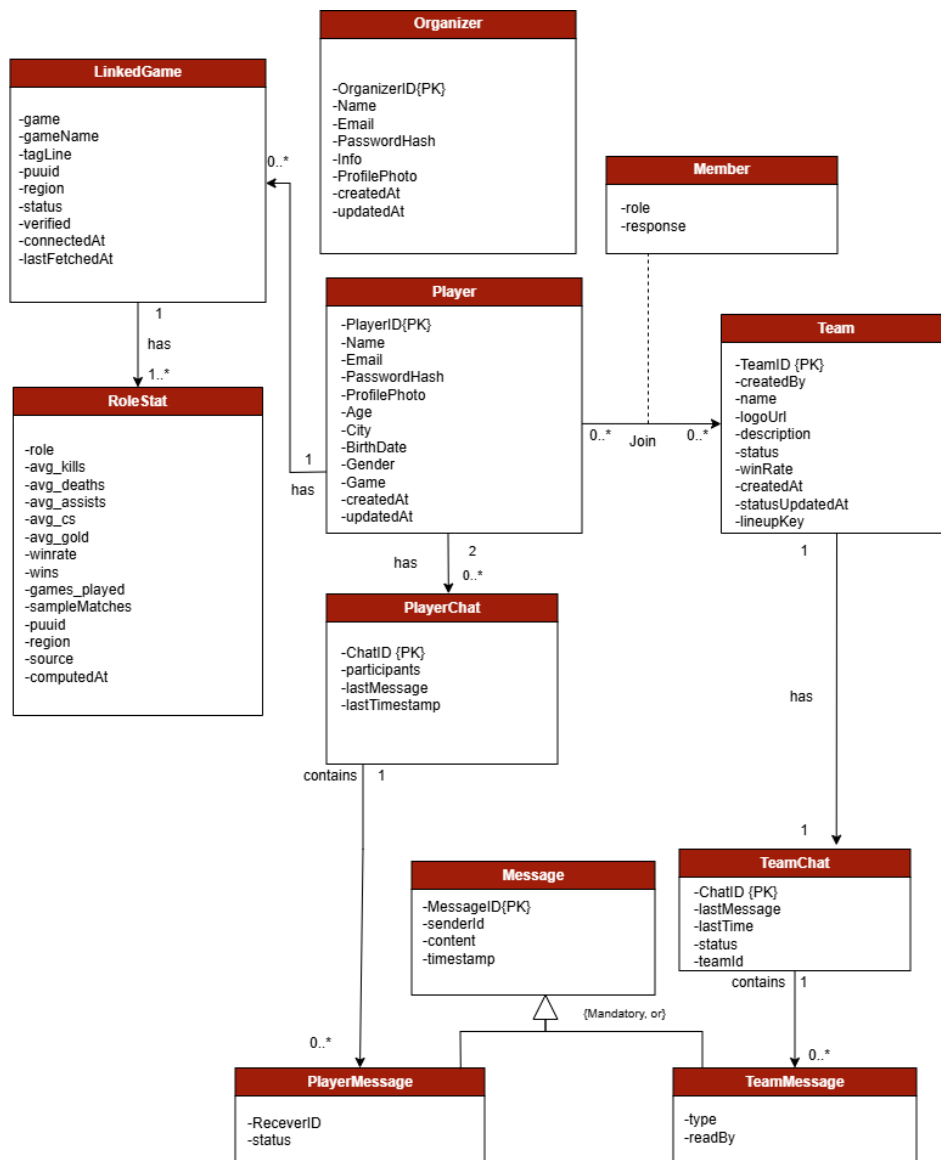 Organizer
-OrganizerID{PK}
-Name
-Email
-PasswordHash
-Info
-ProfilePhoto
-createdAt
-updatedAt
LinkedGame
-game
-gameName
-tagLine
-puuid
-region
-status
-verified
-connectedAt
-lastFetchedAt
0..*
Member
-role
-response
1
has
1..*
Player
-PlayerID{PK}
-Name
-Email
-PasswordHash
-ProfilePhoto
-Age
-City
-BirthDate
-Gender
-Game
-createdAt
-updatedAt
1
has
0..*
Join
0..*
Team
-TeamID {PK}
-createdBy
-name
-logoUrl
-description
-status
-winRate
-createdAt
-statusUpdatedAt
-lineupKey
1
has
1
RoleStat
-role
-avg_kills
-avg_deaths
-avg_assists
-avg_cs
-avg_gold
-winrate
-wins
-games_played
-sampleMatches
-puuid
-region
-source
-computedAt
2
has
0..*
PlayerChat
-ChatID {PK}
-participants
-lastMessage
-lastTimestamp
contains
1
0..*
Message
-MessageID{PK}
-senderId
-content
-timestamp
{Mandatory, or}
TeamChat
-ChatID {PK}
-lastMessage
-lastTime
-status
-teamId
contains
1
0..*
PlayerMessage
-ReceverID
-status
TeamMessage
-type
-readBy